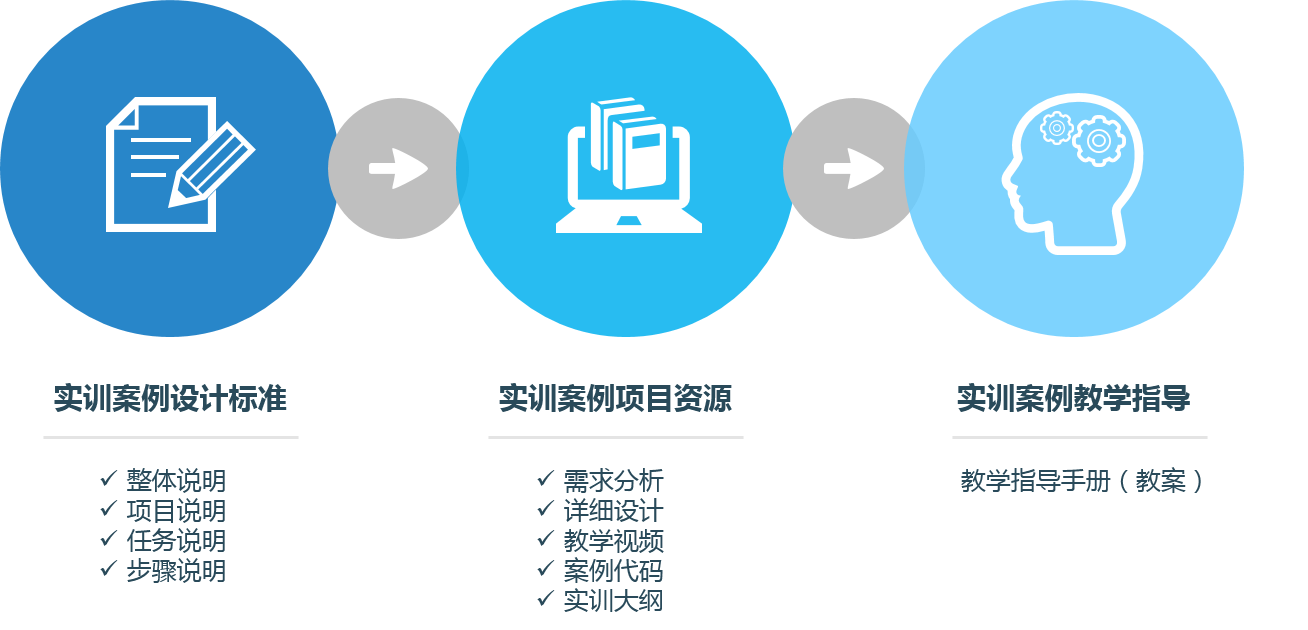 实训案例设计标准
整体说明
项目说明
任务说明
步骤说明
实训案例项目资源
需求分析
详细设计
教学视频
案例代码
实训大纲
实训案例教学指导
教学指导手册（教案）